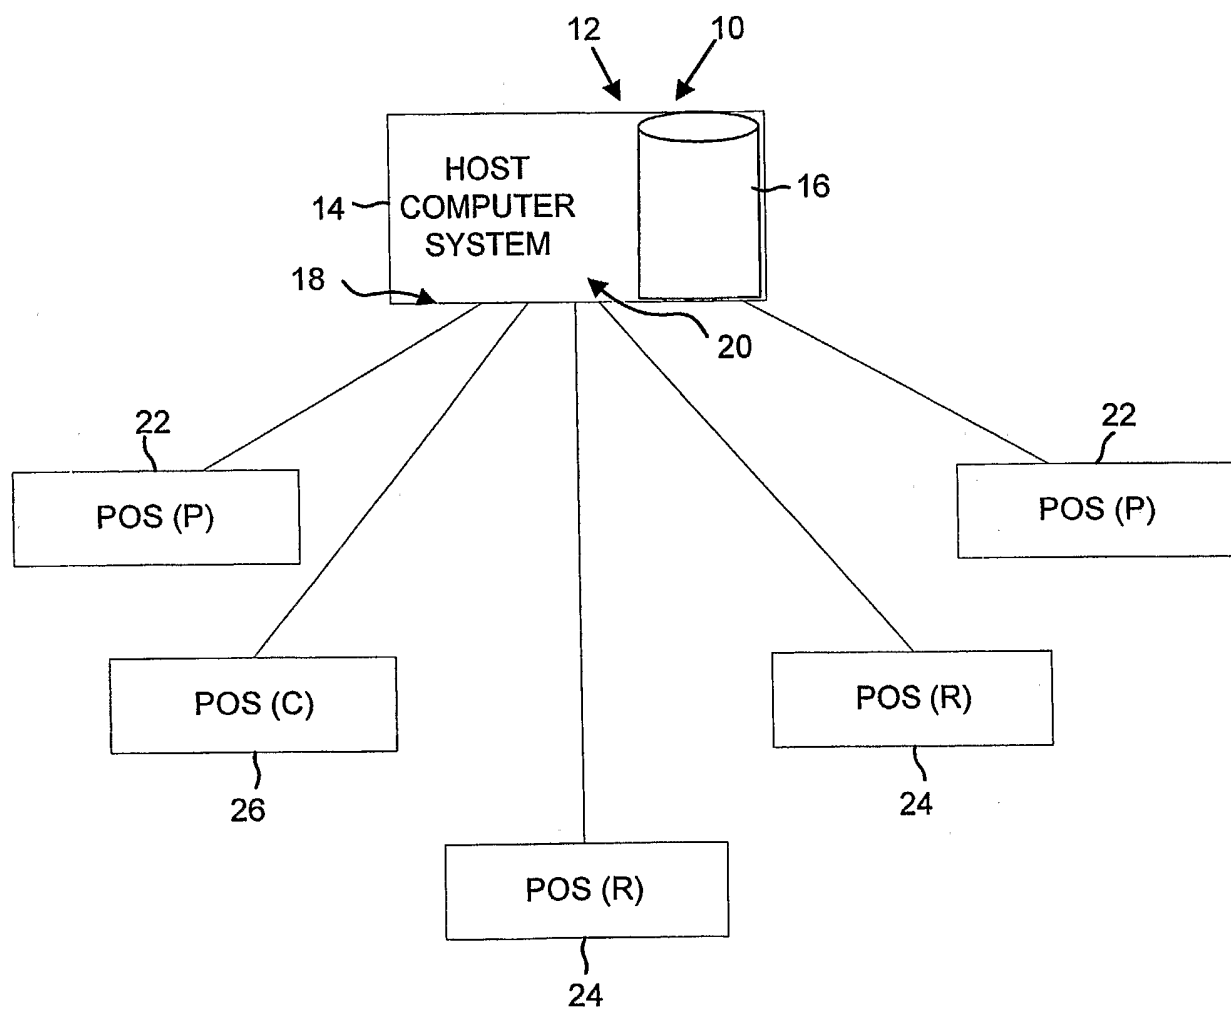 12
10
HOST
COMPUTER
SYSTEM
14
16
18
20
22
22
POS (P)
POS (P)
POS (C)
POS (R)
26
24
POS (R)
24